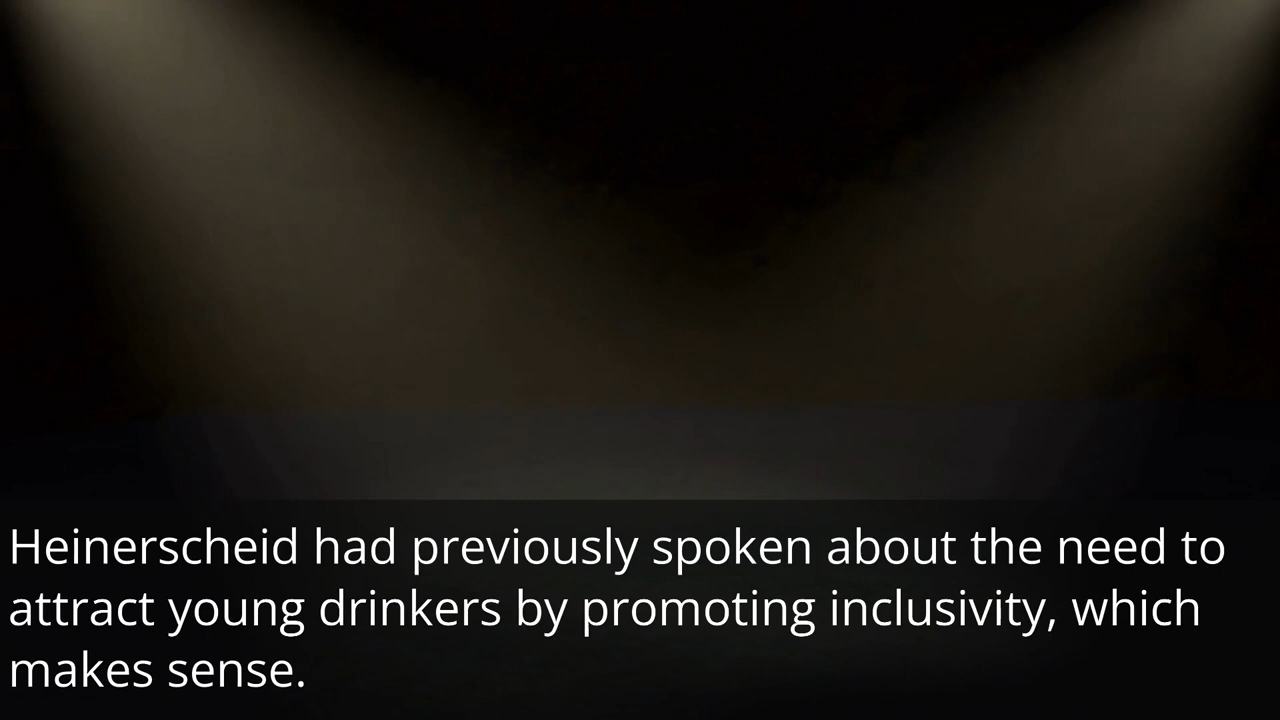 Heinerscheid had previously spoken about the need to
attract young drinkers by promoting inclusivity, which
makes sense.